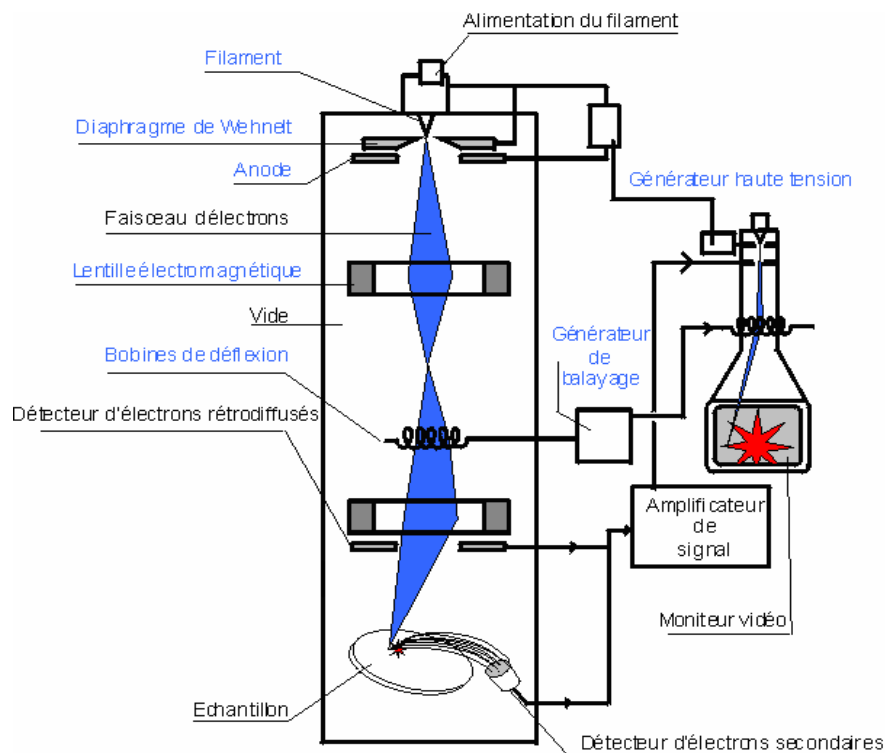 Alimentation du filament
Filament
Diaphragme de Wehnelt
Anode
Générateur haute tension
Faisœau délectrons
Lentille électromagnétique
Vide
Générateur
de
balayage
Bobines de déflexion
Détecteur d'électrons rétrodiffusés
Amplificateur
de
signal
Moniteur vidéo
Echantillon
Détecteur d'électrons secondaires